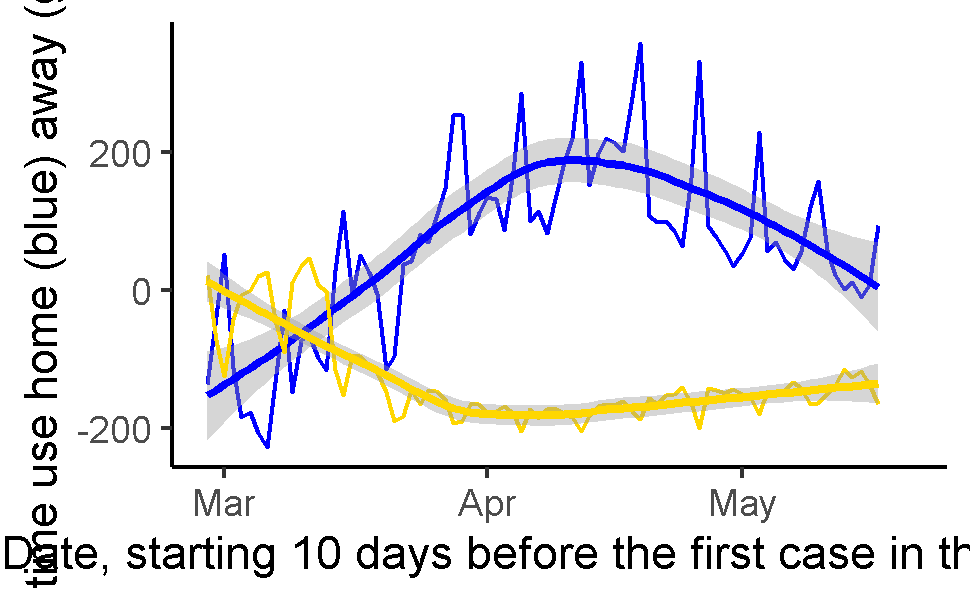 time use home (blue) away (
200
0
-200
Mar Apr May
Date, starting 10 days before the first case in th